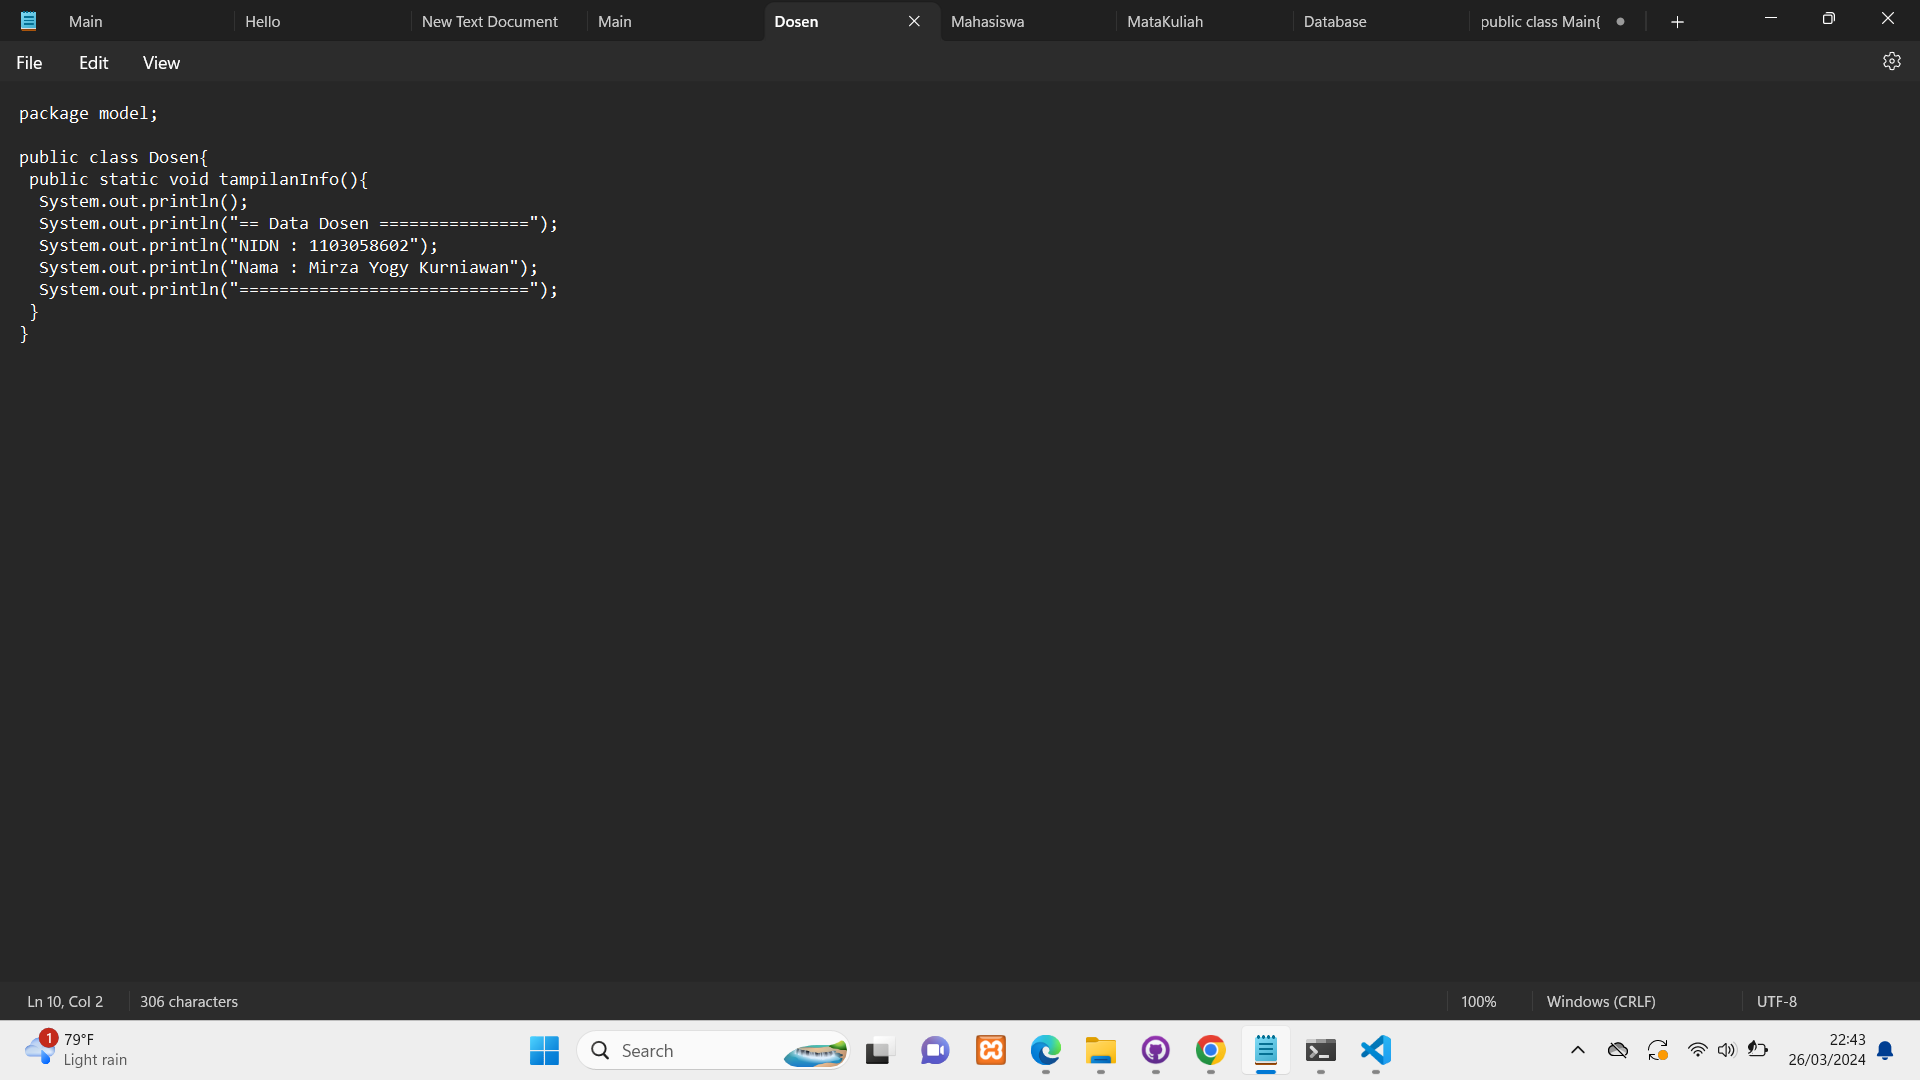 Main Hello New Text Document Main Dosen Mahasiswa MataKuliah Database public class Main{
File Edit View
package model;

public class Dosen{
 public static void tampilanInfo(){
  System.out.println();
  System.out.println("== Data Dosen ===============");
  System.out.println("NIDN : 1103058602");
  System.out.println("Nama : Mirza Yogy Kurniawan");
  System.out.println("=============================");
 }
}
Ln 10, Col 2 306 characters 100% Windows (CRLF) UTF-8
1 79°F
Light rain
Search
22:43
26/03/2024